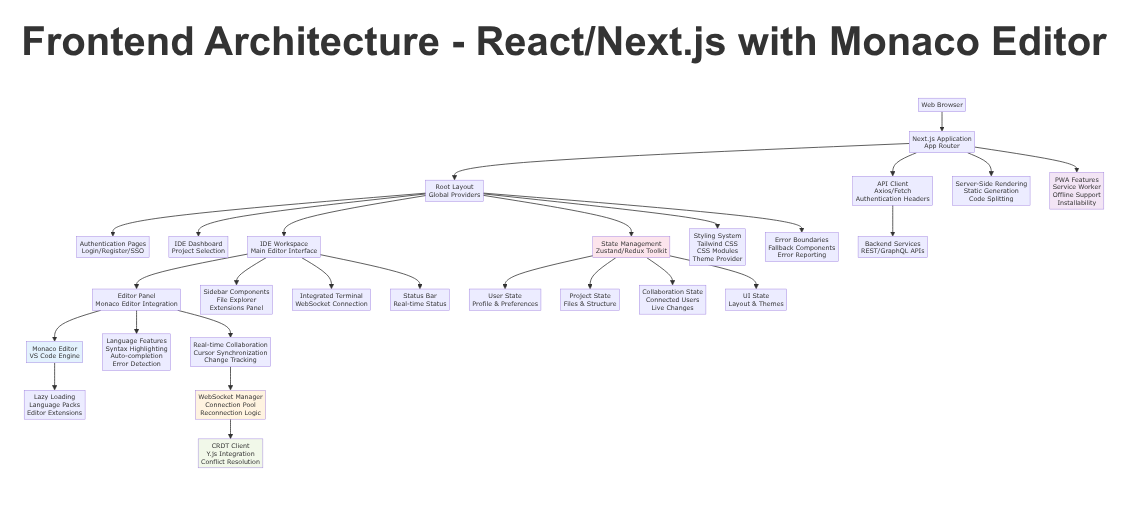 Frontend Architecture - React/Next.js with Monaco Editor
Web Browser
Next.js Application
App Router
Root Layout
Global Providers
API Client
Axios/Fetch
Authentication Headers
Server-Side Rendering
Static Generation
Code Splitting
PWA Features
Service Worker
Offline Support
Installability
Authentication Pages
Login/Register/SSO
IDE Dashboard
Project Selection
IDE Workspace
Main Editor Interface
State Management
Zustand/Redux Toolkit
Styling System
Tailwind CSS
CSS Modules
Theme Provider
Error Boundaries
Fallback Components
Error Reporting
Backend Services
REST/GraphQL APIs
Editor Panel
Monaco Editor Integration
Sidebar Components
File Explorer
Extensions Panel
Integrated Terminal
WebSocket Connection
Status Bar
Real-time Status
User State
Profile & Preferences
Project State
Files & Structure
Collaboration State
Connected Users
Live Changes
UI State
Layout & Themes
Monaco Editor
VS Code Engine
Language Features
Syntax Highlighting
Auto-completion
Error Detection
Real-time Collaboration
Cursor Synchronization
Change Tracking
Lazy Loading
Language Packs
Editor Extensions
WebSocket Manager
Connection Pool
Reconnection Logic
CRDT Client
Y.js Integration
Conflict Resolution